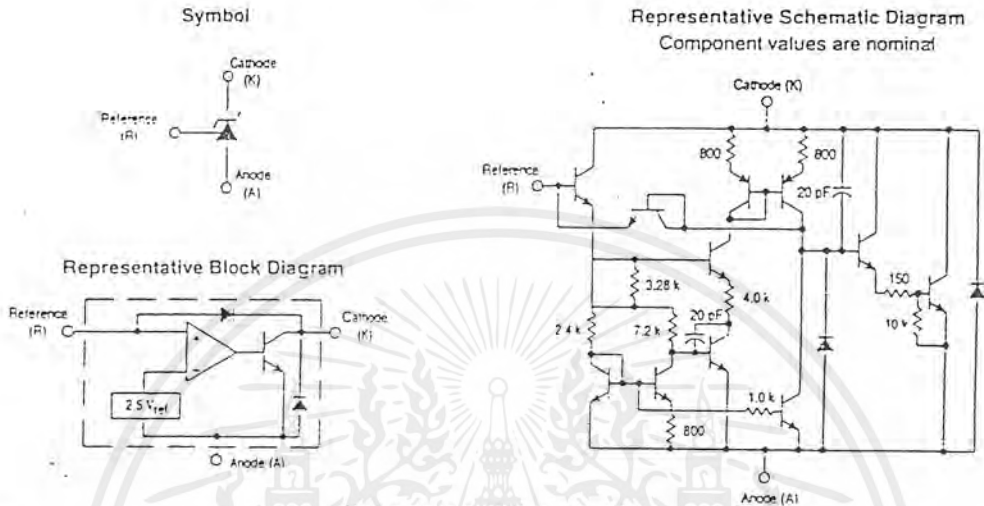 Symbol
Cathode
(K)
Reference
(R)
Anode
(A)
Representative Block Diagram
Reference
(R)
Cathode
(K)
+
–
2.5 Vref
Anode (A)
Representative Schematic Diagram
Component values are nominal
Cathode (K)
800
800
Reference
(R)
20 pF
3.28 k
4.0 k
150
2.4 k
7.2 k
20 pF
10 k
1.0 k
800
Anode (A)